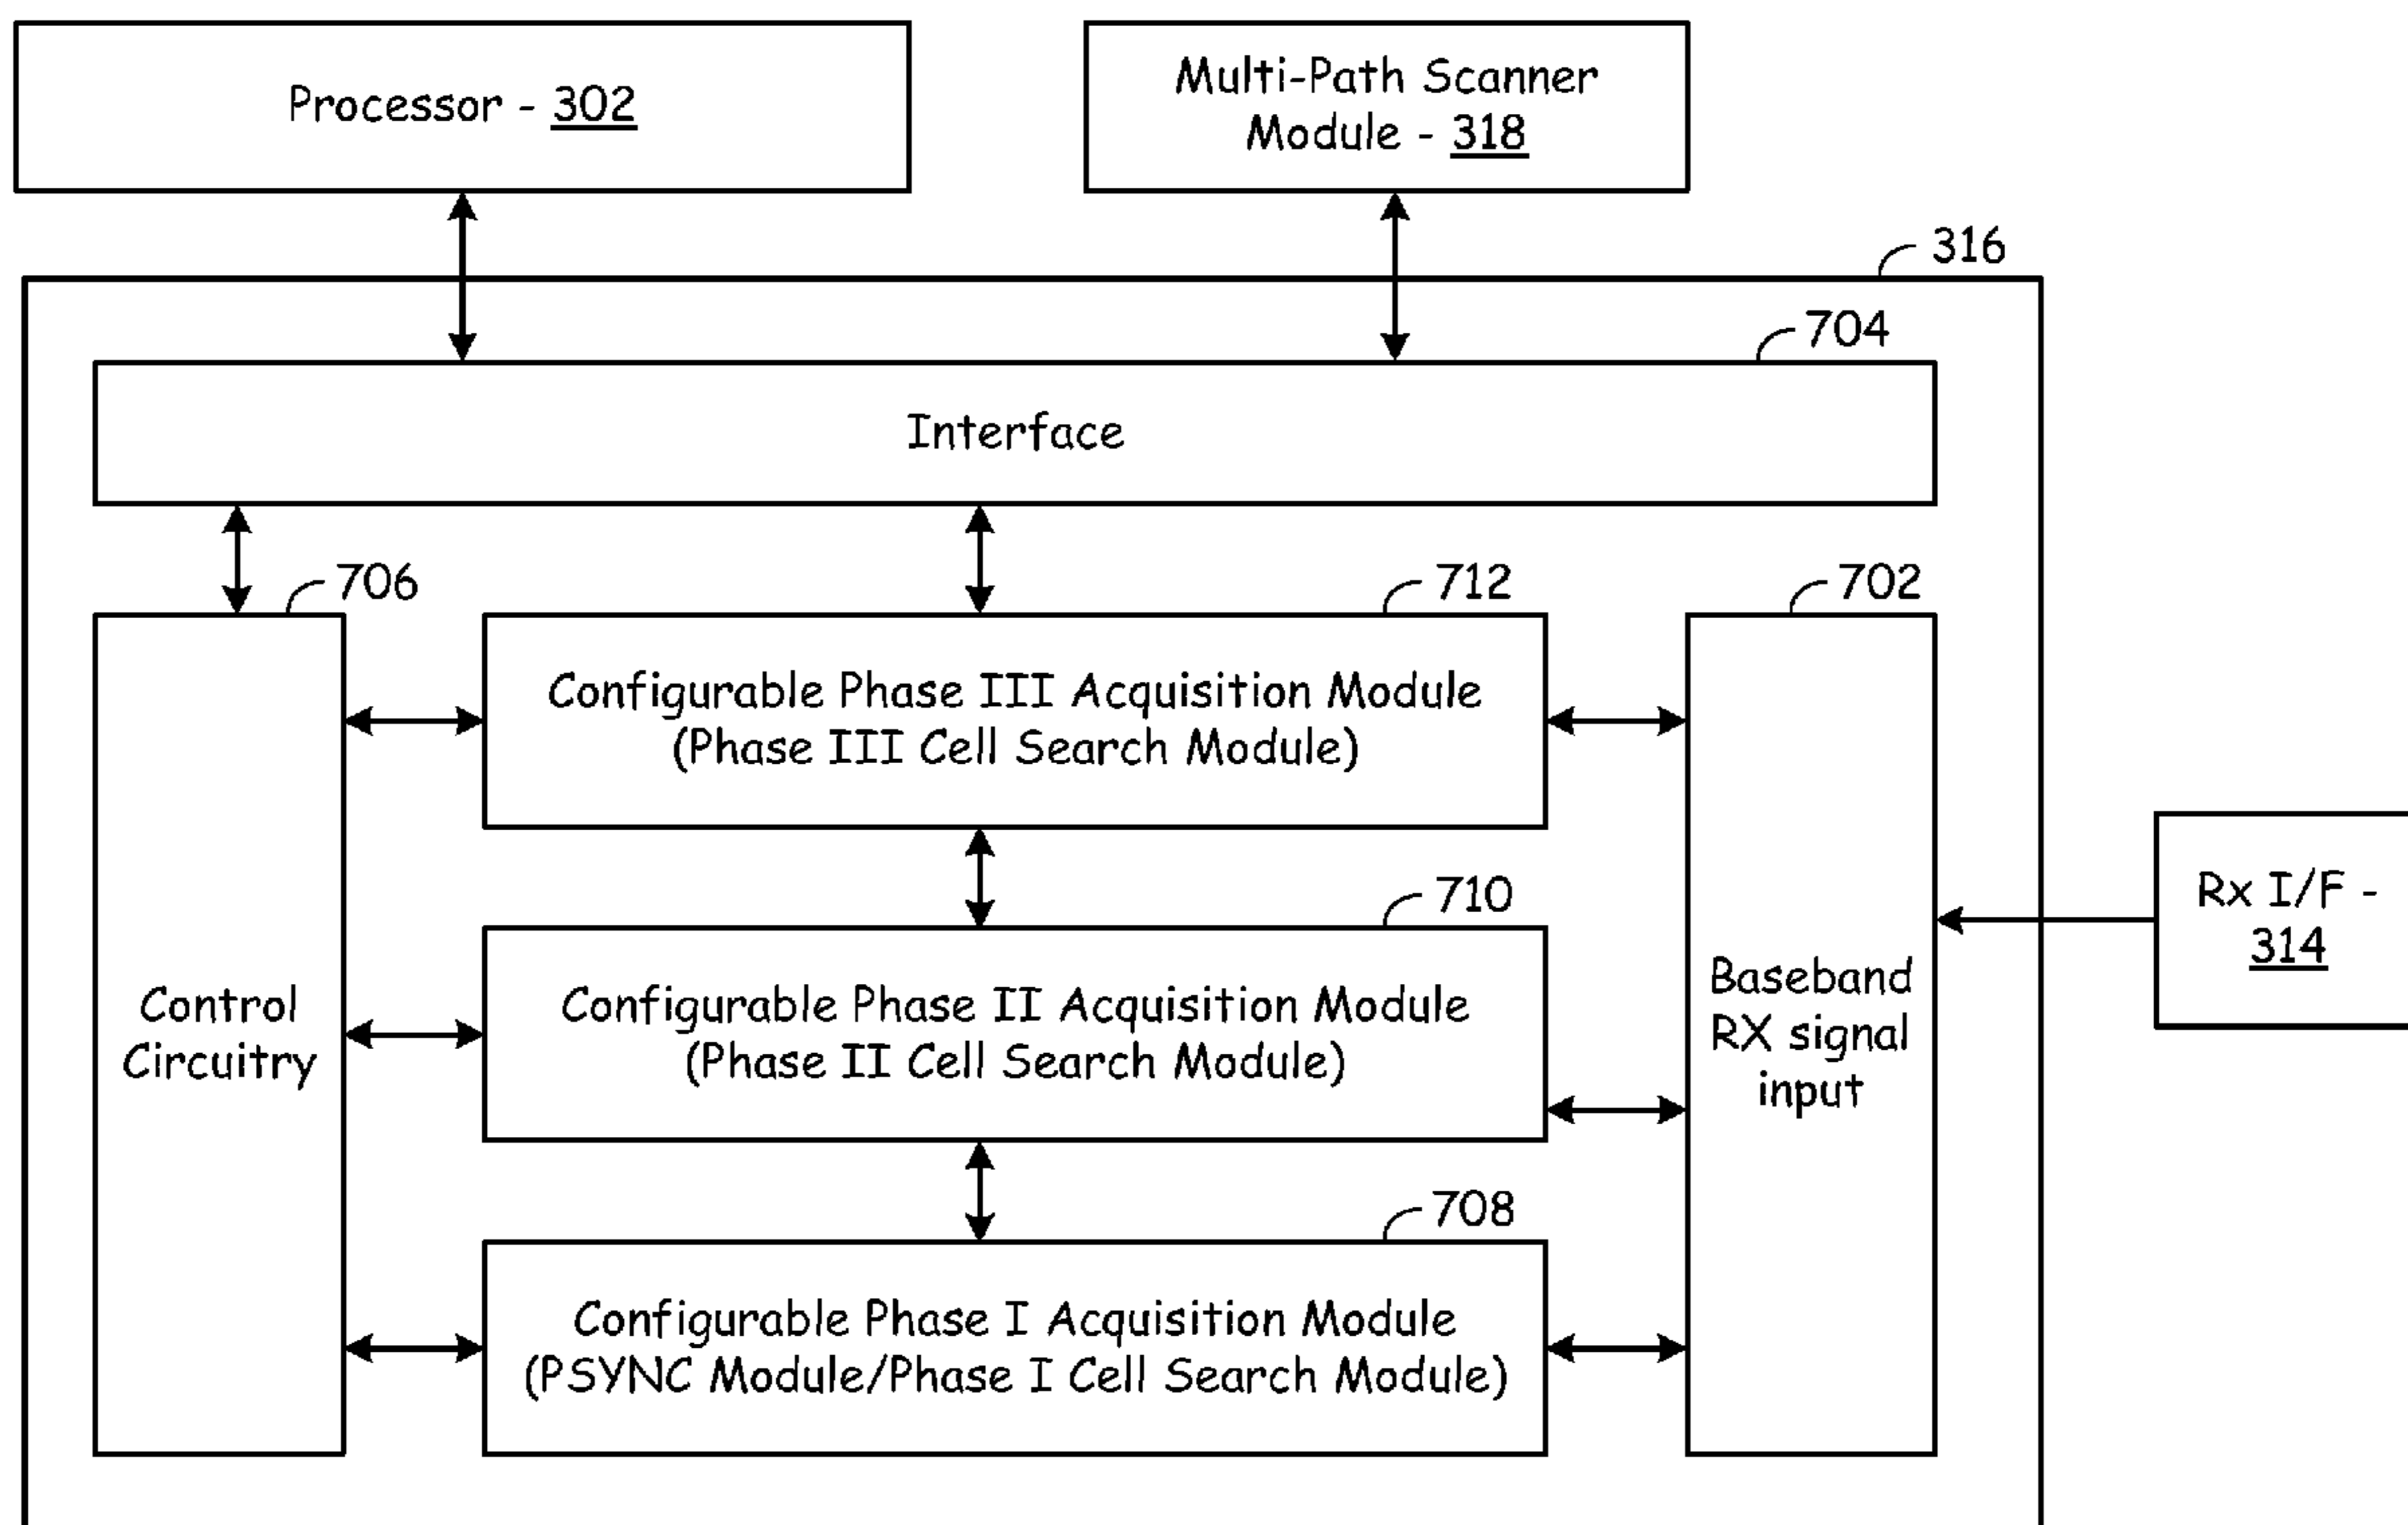 Processor - 302
Multi-Path Scanner
Module - 318
316
704
Interface
706
712
702
Configurable Phase III Acquisition Module
(Phase III Cell Search Module)
710
Rx I/F -
314
Control
Circuitry
Configurable Phase II Acquisition Module
(Phase II Cell Search Module)
Baseband
RX signal
input
708
Configurable Phase I Acquisition Module
(PSYNC Module/Phase I Cell Search Module)